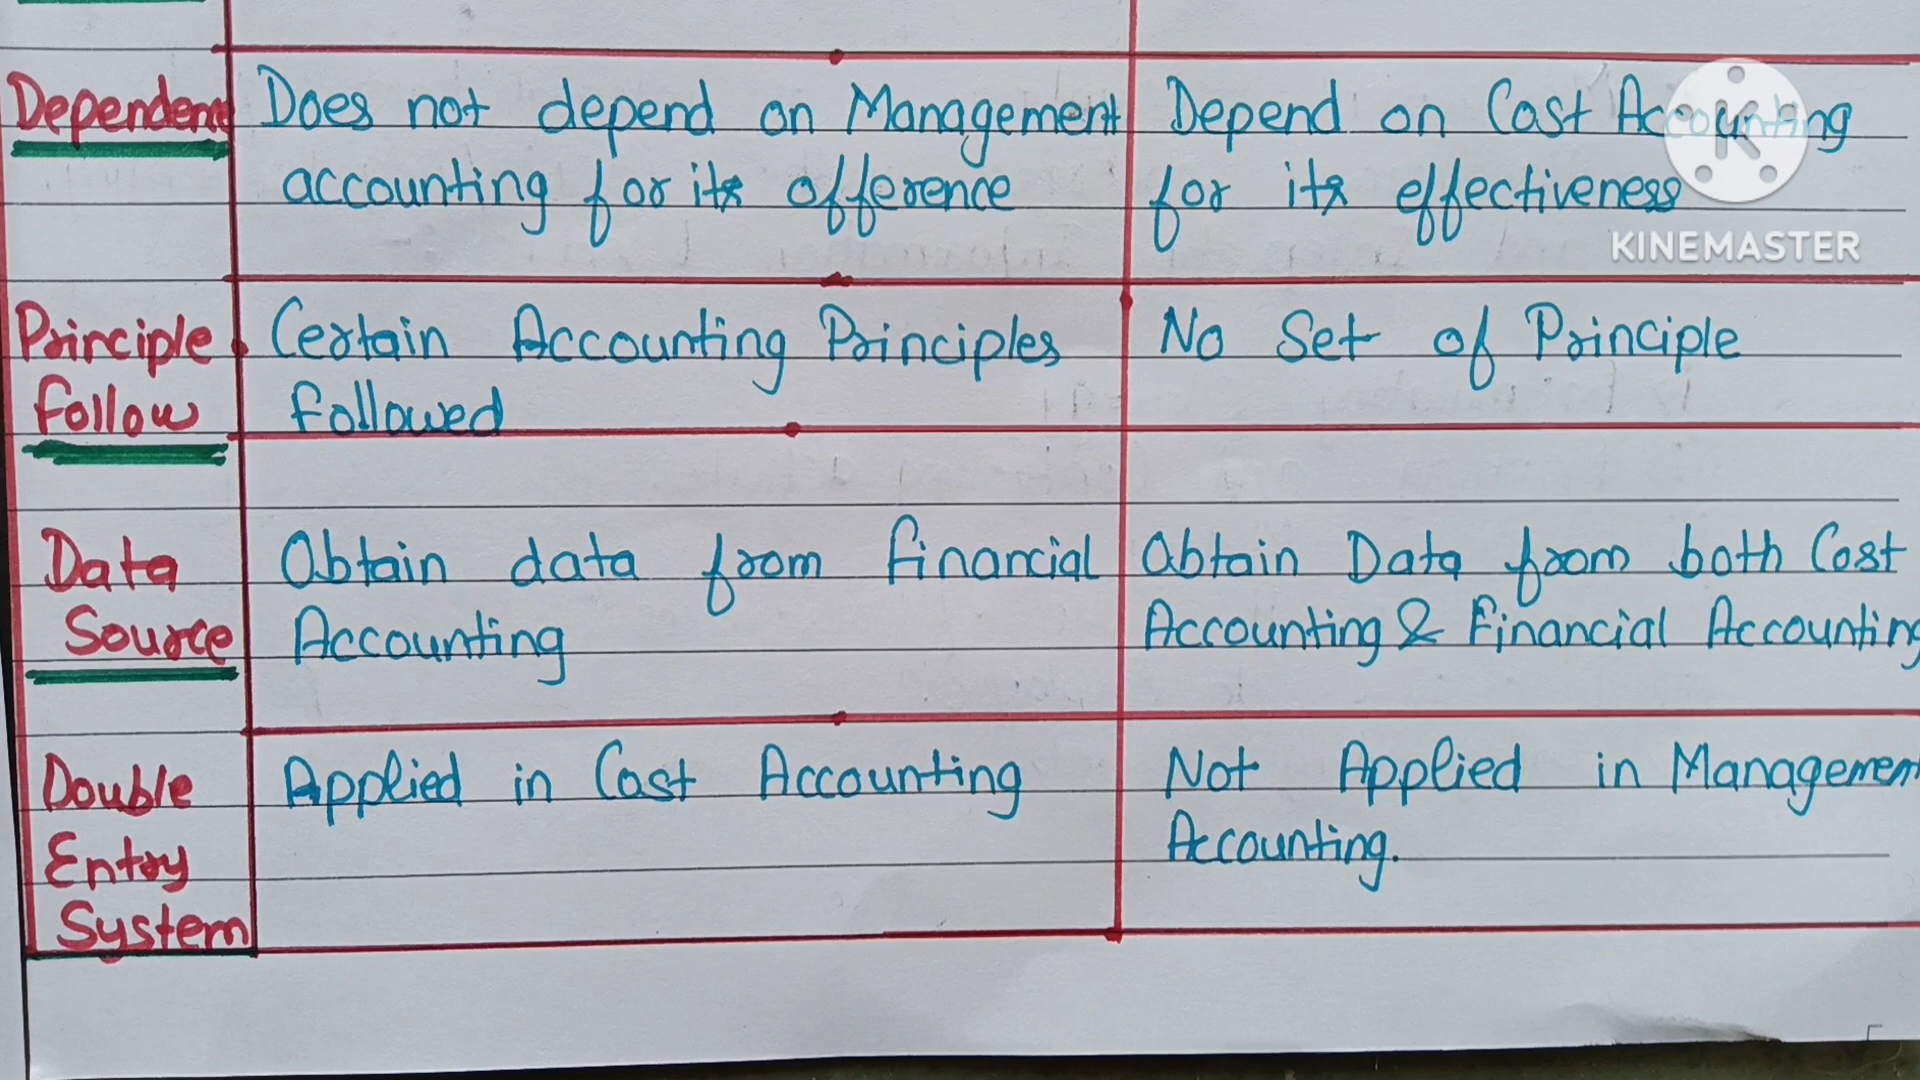 Dependent Does not depend on Management Depend on Cost Accounting
accounting for its ofference for its effectiveness
KINEMASTER
Principle Certain Accounting Principles No Set of Principle
follow followed
Data Obtain data from financial Obtain Data from both Cost
Source Accounting Accounting & Financial Accounting
Double Applied in Cost Accounting Not Applied in Management
Entry Accounting.
System